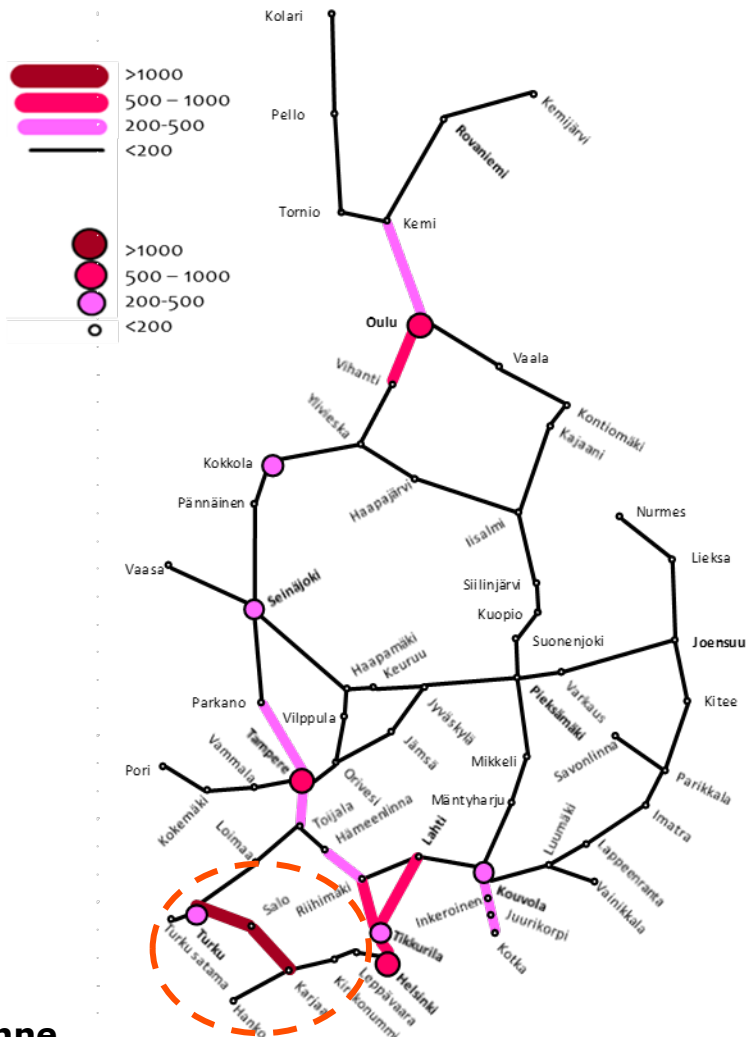 Kolari
>1000
500 – 1000
200-500
<200
Kemijärvi
Pello
Rovaniemi
Tornio
Kemi
>1000
500 – 1000
200-500
<200
Oulu
Vaala
Vihanti
Ylivieska
Kontiomäki
Kajaani
Kokkola
Haapajärvi
Pännäinen
Iisalmi
Nurmes
Lieksa
Vaasa
Seinäjoki
Siilinjärvi
Kuopio
Suonenjoki
Joensuu
Haapamäki
Keuruu
Varkaus
Pieksämäki
Kitee
Parkano
Vilppula
Jyväskylä
Jämsä
Savonlinna
Tampere
Vammala
Orivesi
Mikkeli
Pori
Parikkala
Kokemäki
Mäntyharju
Toijala
Hämeenlinna
Imatra
Loimaa
Lahti
Luumäki
Lappeenranta
Vainikkala
Riihimäki
Kouvola
Salo
Inkeroinen
Juurikorpi
Tikkurila
Kotka
Turku
Turku satama
Karjaa
Helsinki
Leppävaara
Kirkkonummi
Hanko
nne